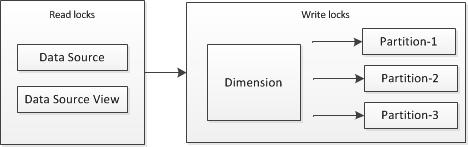 Read locks
Data Source
Data Source View
Write locks
Dimension
Partition-1
Partition-2
Partition-3